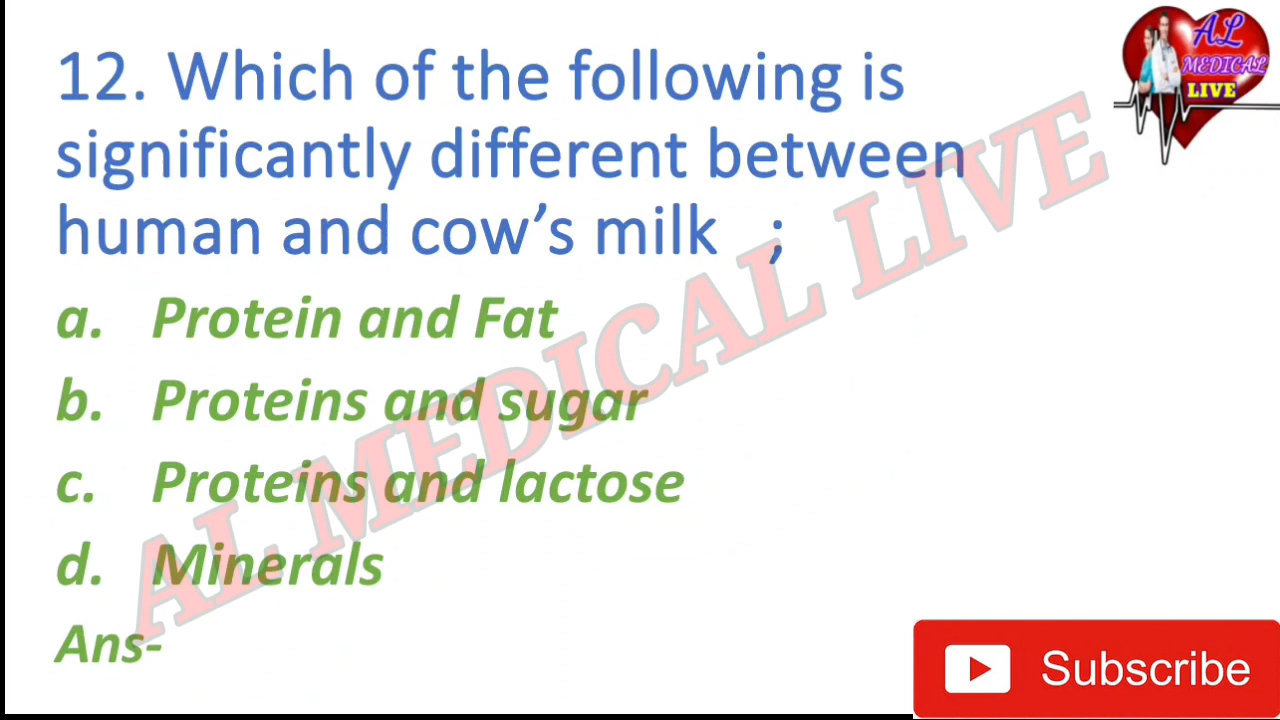 12. Which of the following is
significantly different between
human and cow’s milk ;
a. Protein and Fat
b. Proteins and sugar
c. Proteins and lactose
d. Minerals
Ans-
AL MEDICAL LIVE
AL
MEDICAL
LIVE
Subscribe